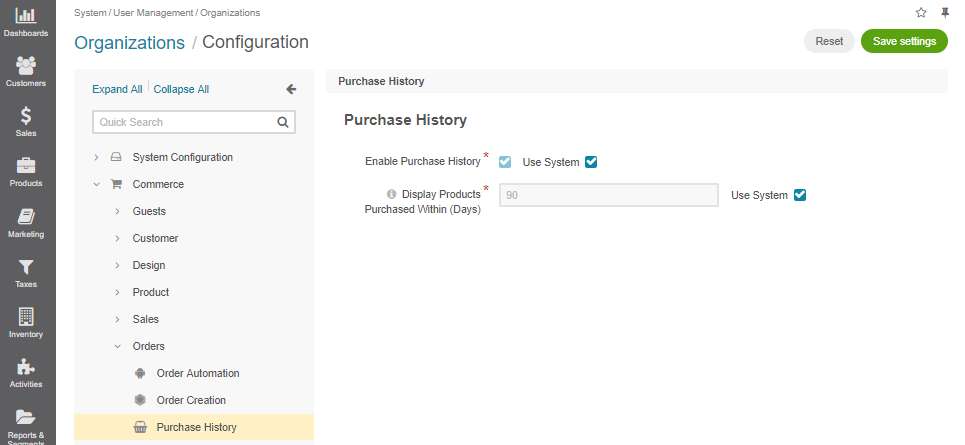 System / User Management / Organizations
Organizations / Configuration
Reset
Save settings
Dashboards
Customers
Sales
Products
Marketing
Taxes
Inventory
Activities
Reports &
Segments
Expand All
Collapse All
Quick Search
System Configuration
Commerce
Guests
Customer
Design
Product
Sales
Orders
Order Automation
Order Creation
Purchase History
Purchase History
Purchase History
Enable Purchase History * Use System
Display Products * 90 Use System
Purchased Within (Days)